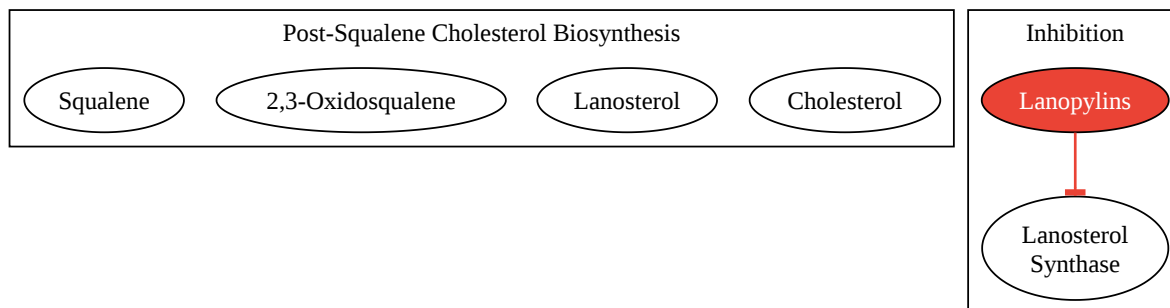 Post-Squalene Cholesterol Biosynthesis
Squalene
2,3-Oxidosqualene
Lanosterol
Cholesterol
Inhibition
Lanopylins
Lanosterol
Synthase